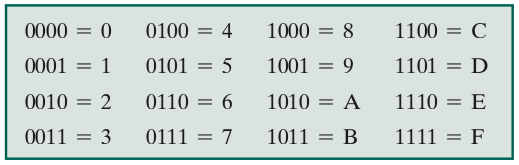 0000 = 0 0100 = 4 1000 = 8 1100 = C
0001 = 1 0101 = 5 1001 = 9 1101 = D
0010 = 2 0110 = 6 1010 = A 1110 = E
0011 = 3 0111 = 7 1011 = B 1111 = F